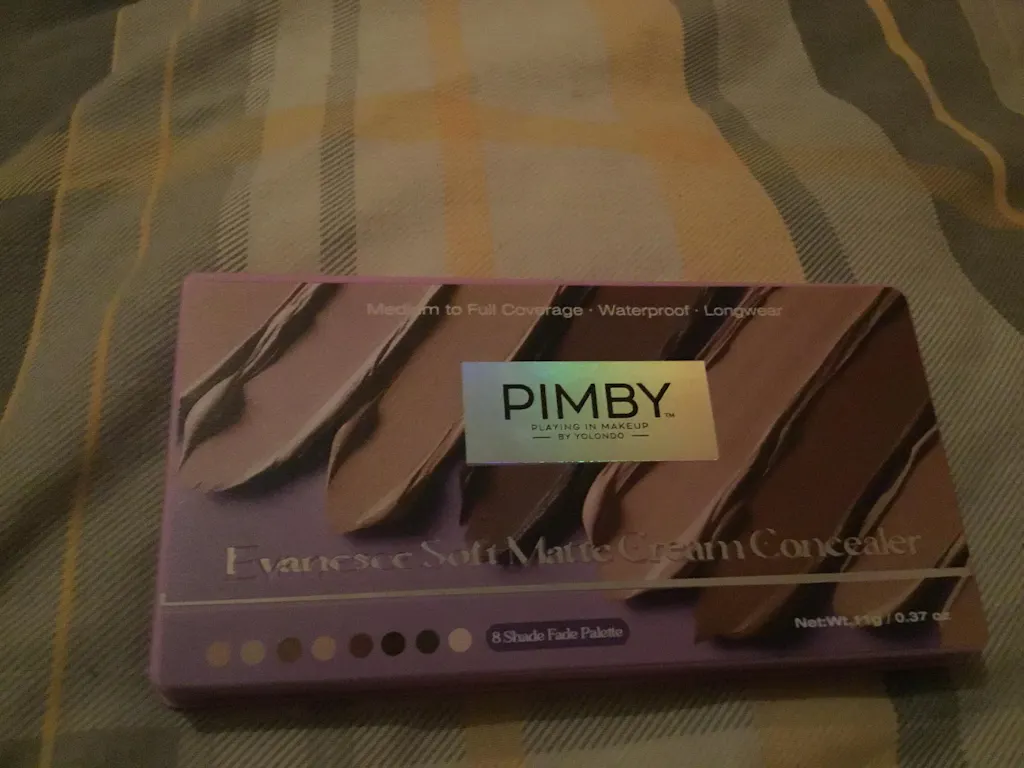 Medium to Full Coverage · Waterproof · Longwear
PIMBY™
PLAYING IN MAKEUP
BY YOLONDO
Evanesce Soft Matte Cream Concealer
8 Shade Fade Palette
Net:Wt.11g / 0.37 oz